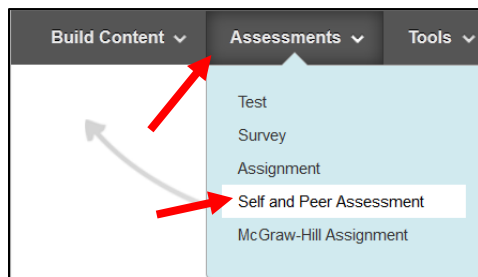 Build Content Assessments Tools
Test
Survey
Assignment
Self and Peer Assessment
McGraw-Hill Assignment